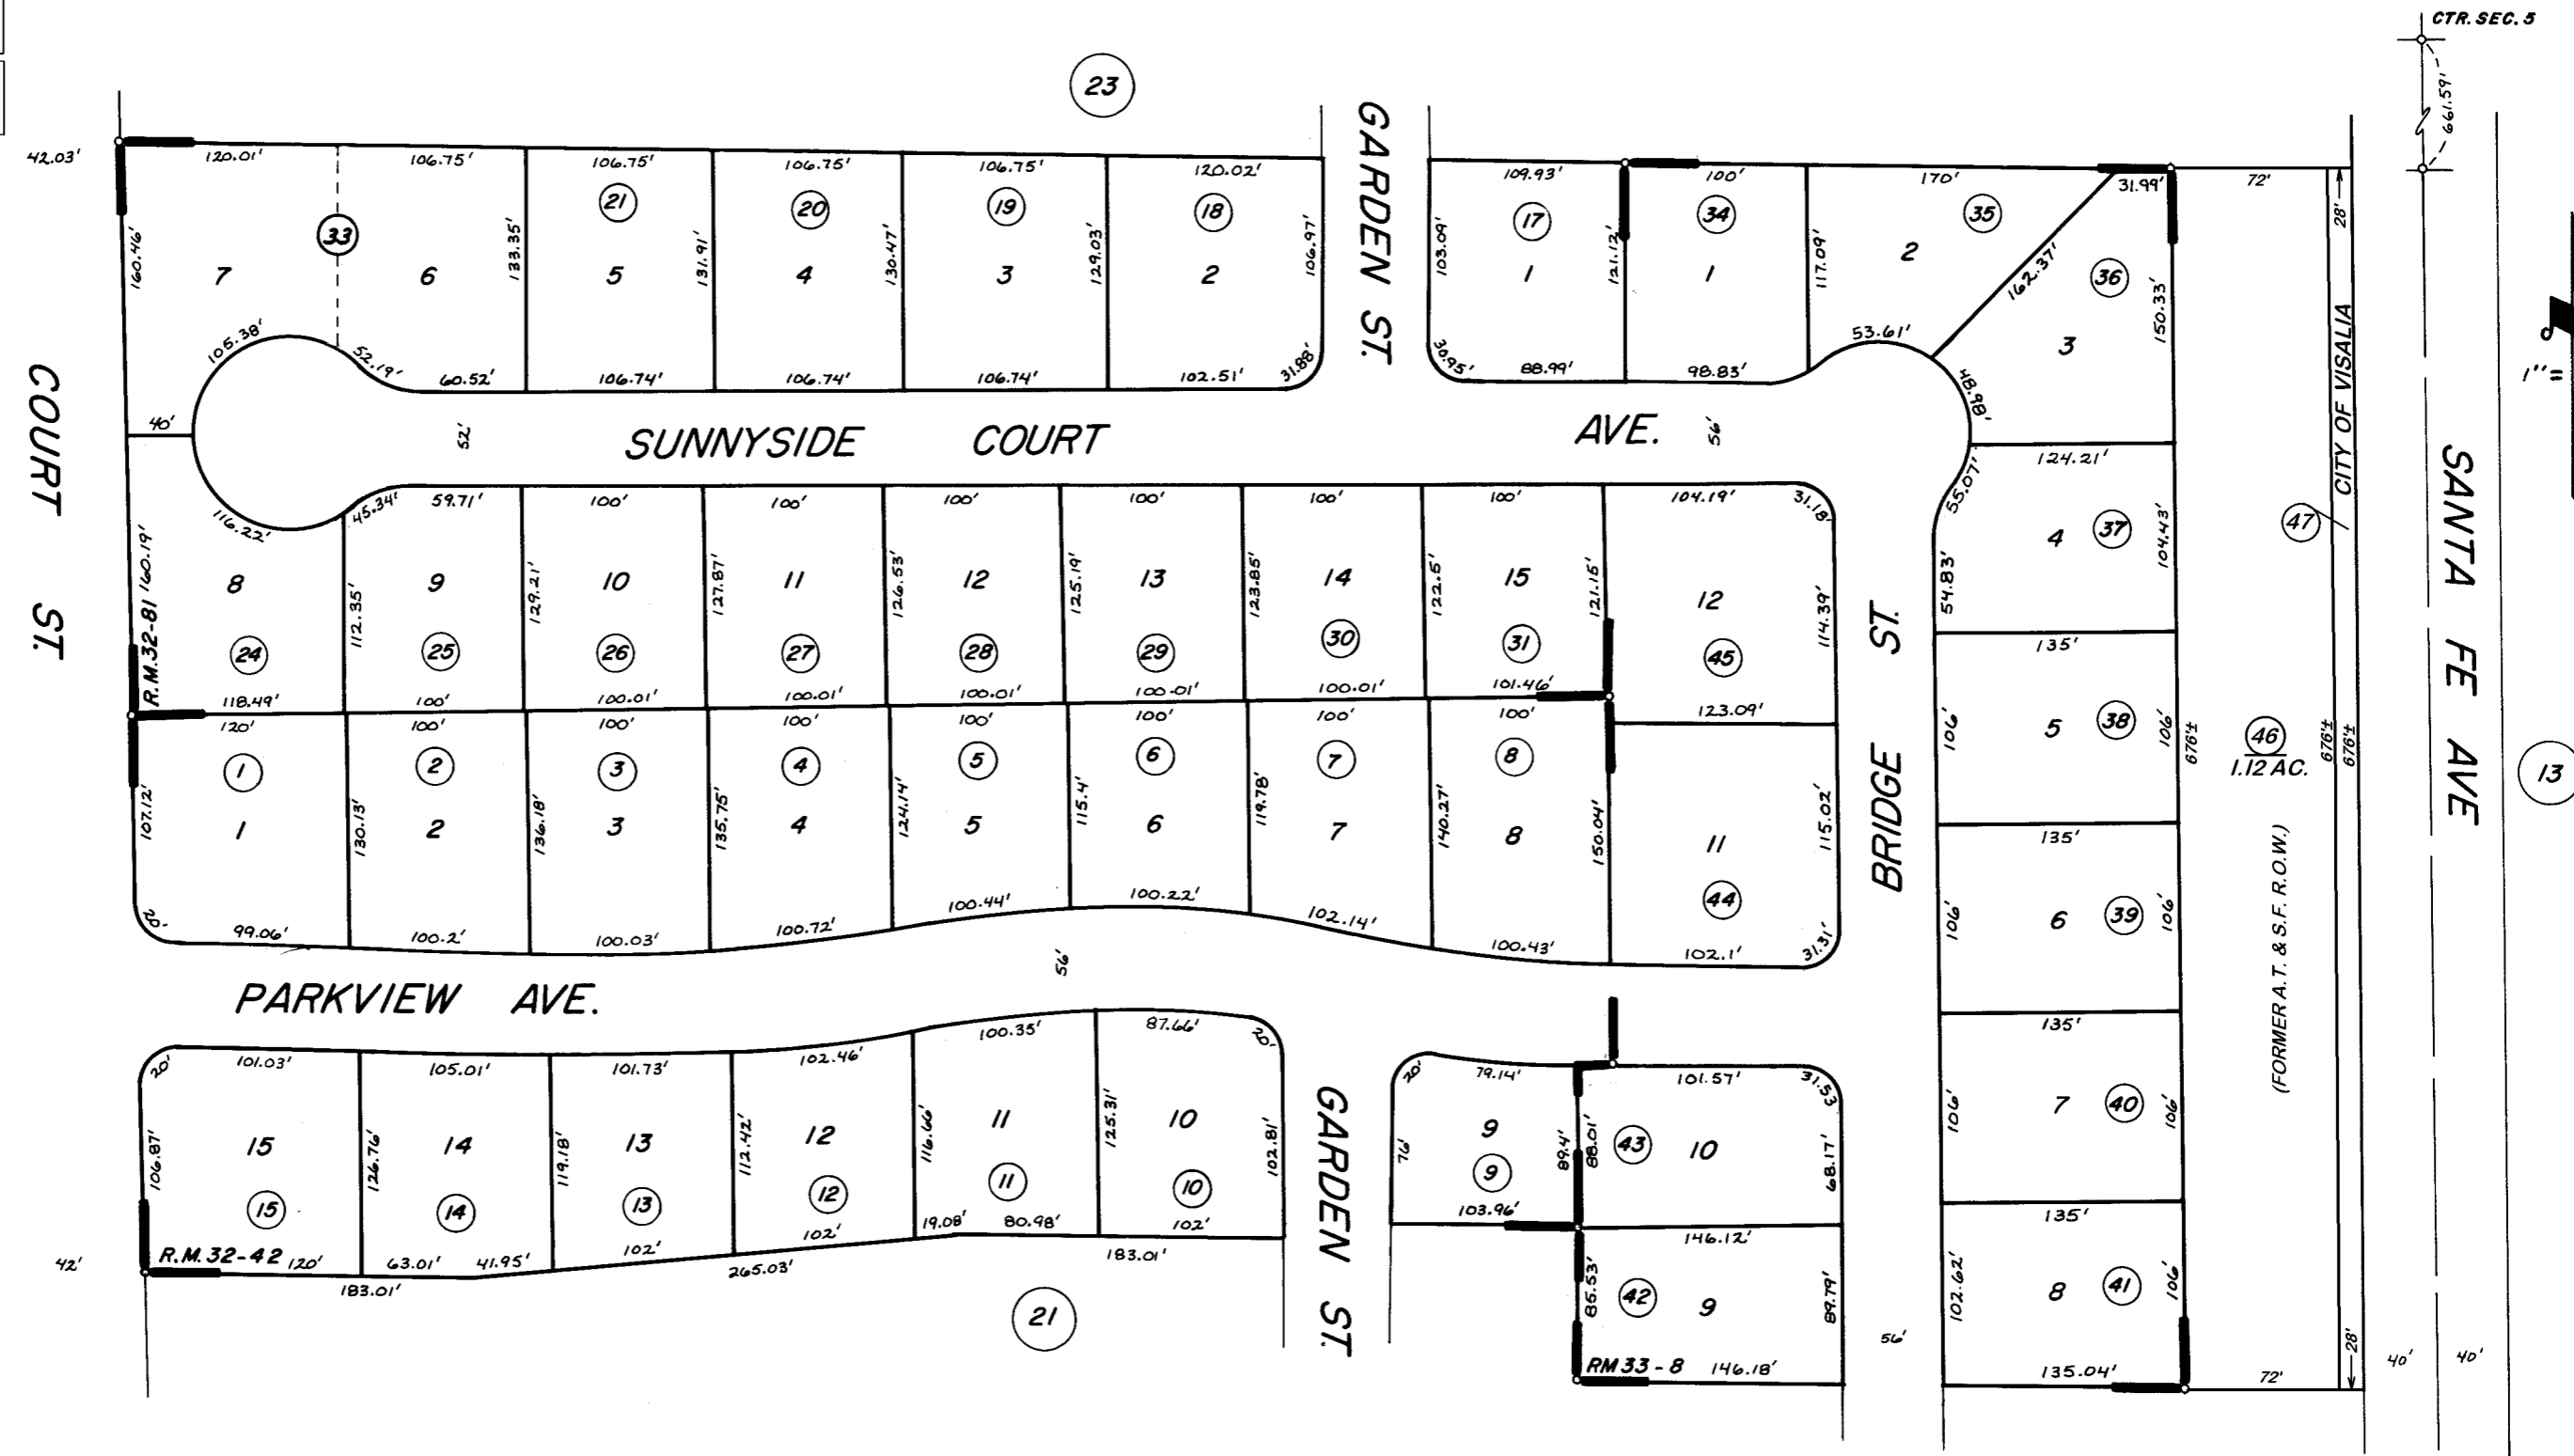 CTR. SEC. 5
661.59'
23
42.03'
120.01' 106.75' 106.75' 106.75' 106.75' 120.02'
GARDEN ST.
109.93' 100' 170' 31.99' 72'
33 21 20 19 18 17 34 35 36
160.46' 133.35' 131.91' 130.47' 129.03' 106.97' 103.09' 121.12' 117.09' 162.37' 150.33' 28'
7 6 5 4 3 2 1 1 2 3
105.38' 52.19' 60.52' 106.74' 106.74' 106.74' 102.51' 31.88' 30.95' 88.99' 98.83' 53.61' 48.98'
1"=
CITY OF VISALIA
COURT ST.
40' 52'
SUNNYSIDE COURT AVE.
56'
124.21'
SANTA FE AVE
116.22' 45.34' 59.71' 100' 100' 100' 100' 100' 100' 104.19' 31.18' 55.07'
R.M.32-81 160.19' 112.35' 129.21' 127.87' 126.53' 125.19' 123.85' 122.5' 121.15' 114.39' 54.83' 104.43'
8 9 10 11 12 13 14 15 12 4 37 47
24 25 26 27 28 29 30 31 45
118.49' 100' 100.01' 100.01' 100.01' 100.01' 100.01' 101.46' 123.09' 135'
120' 100' 100' 100' 100' 100' 100' 100'
1 2 3 4 5 6 7 8
BRIDGE ST.
106' 5 38 106' 676'±
46
1.12 AC.
676'± 676'±
13
107.12' 130.13' 136.18' 135.75' 124.14' 115.4' 119.78' 140.27' 150.04' 115.02'
1 2 3 4 5 6 7 8 11
44
135'
20' 99.06' 100.2' 100.03' 100.72' 100.44' 100.22' 102.14' 100.43' 102.1' 31.31'
106' 6 39 106'
(FORMER A.T. & S.F. R.O.W.)
PARKVIEW AVE.
56'
135'
20' 101.03' 105.01' 101.73' 102.46' 100.35' 87.66' 20' 20' 79.14' 101.57' 31.53
106.87' 126.76' 119.18' 112.42' 116.66' 125.31' 102.81' 76' 89.4' 88.01' 68.17' 106' 106'
15 14 13 12 11 10 9 43 10 7 40
15 14 13 12 11 10 9
GARDEN ST.
R.M.32-42 120' 63.01' 41.95' 102' 102' 19.08' 80.98' 102' 103.96' 146.12' 135'
42' 183.01' 265.03' 183.01'
21
85.53' 42 9 89.79' 102.62' 8 41 106'
56'
RM 33-8 146.18' 135.04' 72' 28' 40' 40'